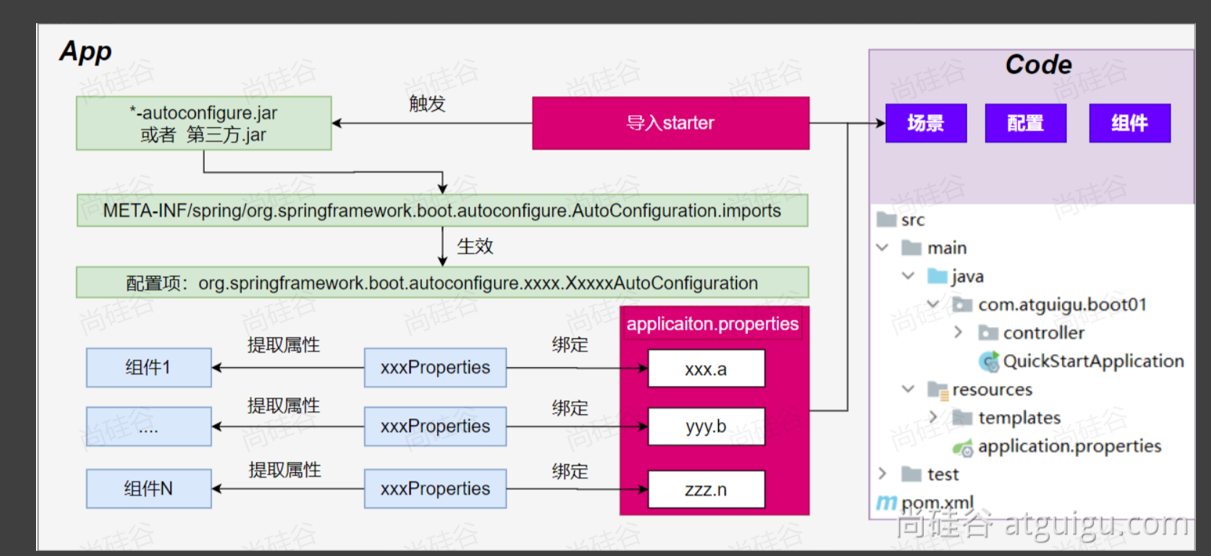 App
*-autoconfigure.jar
或者 第三方.jar
触发
导入starter
META-INF/spring/org.springframework.boot.autoconfigure.AutoConfiguration.imports
生效
配置项：org.springframework.boot.autoconfigure.xxxx.XxxxxAutoConfiguration
applicaiton.properties
组件1
提取属性
xxxProperties
绑定
xxx.a
....
提取属性
xxxProperties
绑定
yyy.b
组件N
提取属性
xxxProperties
绑定
zzz.n
Code
场景
配置
组件
src
main
java
com.atguigu.boot01
controller
QuickStartApplication
resources
templates
application.properties
test
pom.xml
尚硅谷 atguigu.com